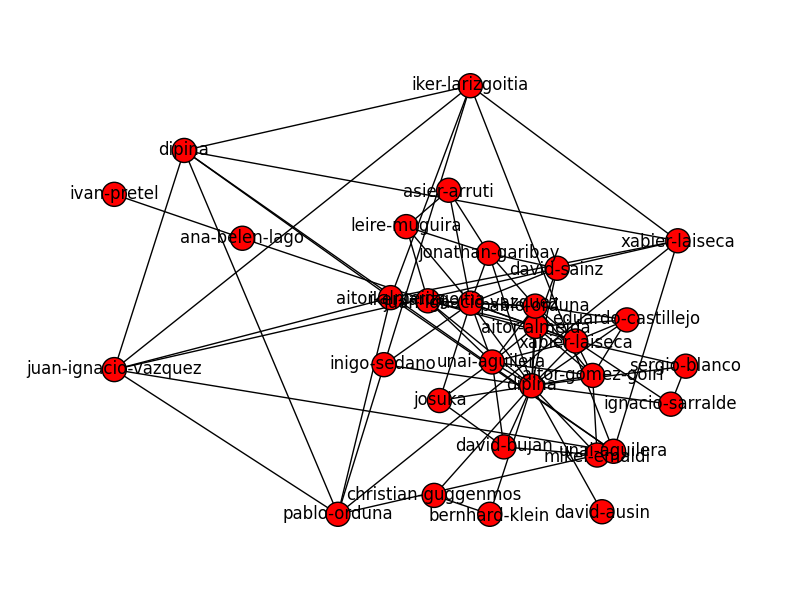 iker-larizgoitia
dipina
ivan-pretel
asier-arruti
leire-muguira
ana-belen-lago
xabier-laiseca
jonathan-garibay
david-sainz
pablo-orduna
eduardo-castillejo
aitor-almeida
xabier-laiseca
inigo-sedano
unai-aguilera
sergio-blanco
juan-ignacio-vazquez
aitor-gomez-goiri
dipina
josuka
ignacio-sarralde
david-bujan
unai-aguilera
mikel-emaldi
christian-guggenmos
pablo-orduna
bernhard-klein
david-ausin